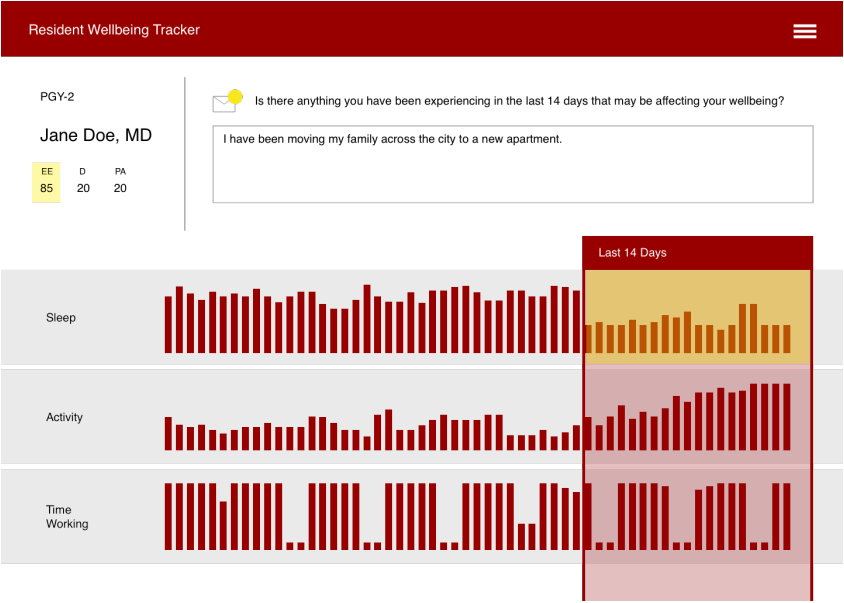 Resident Wellbeing Tracker
PGY-2
Jane Doe, MD
EE D PA
85 20 20
Is there anything you have been experiencing in the last 14 days that may be affecting your wellbeing?
I have been moving my family across the city to a new apartment.
Last 14 Days
Sleep
Activity
Time
Working